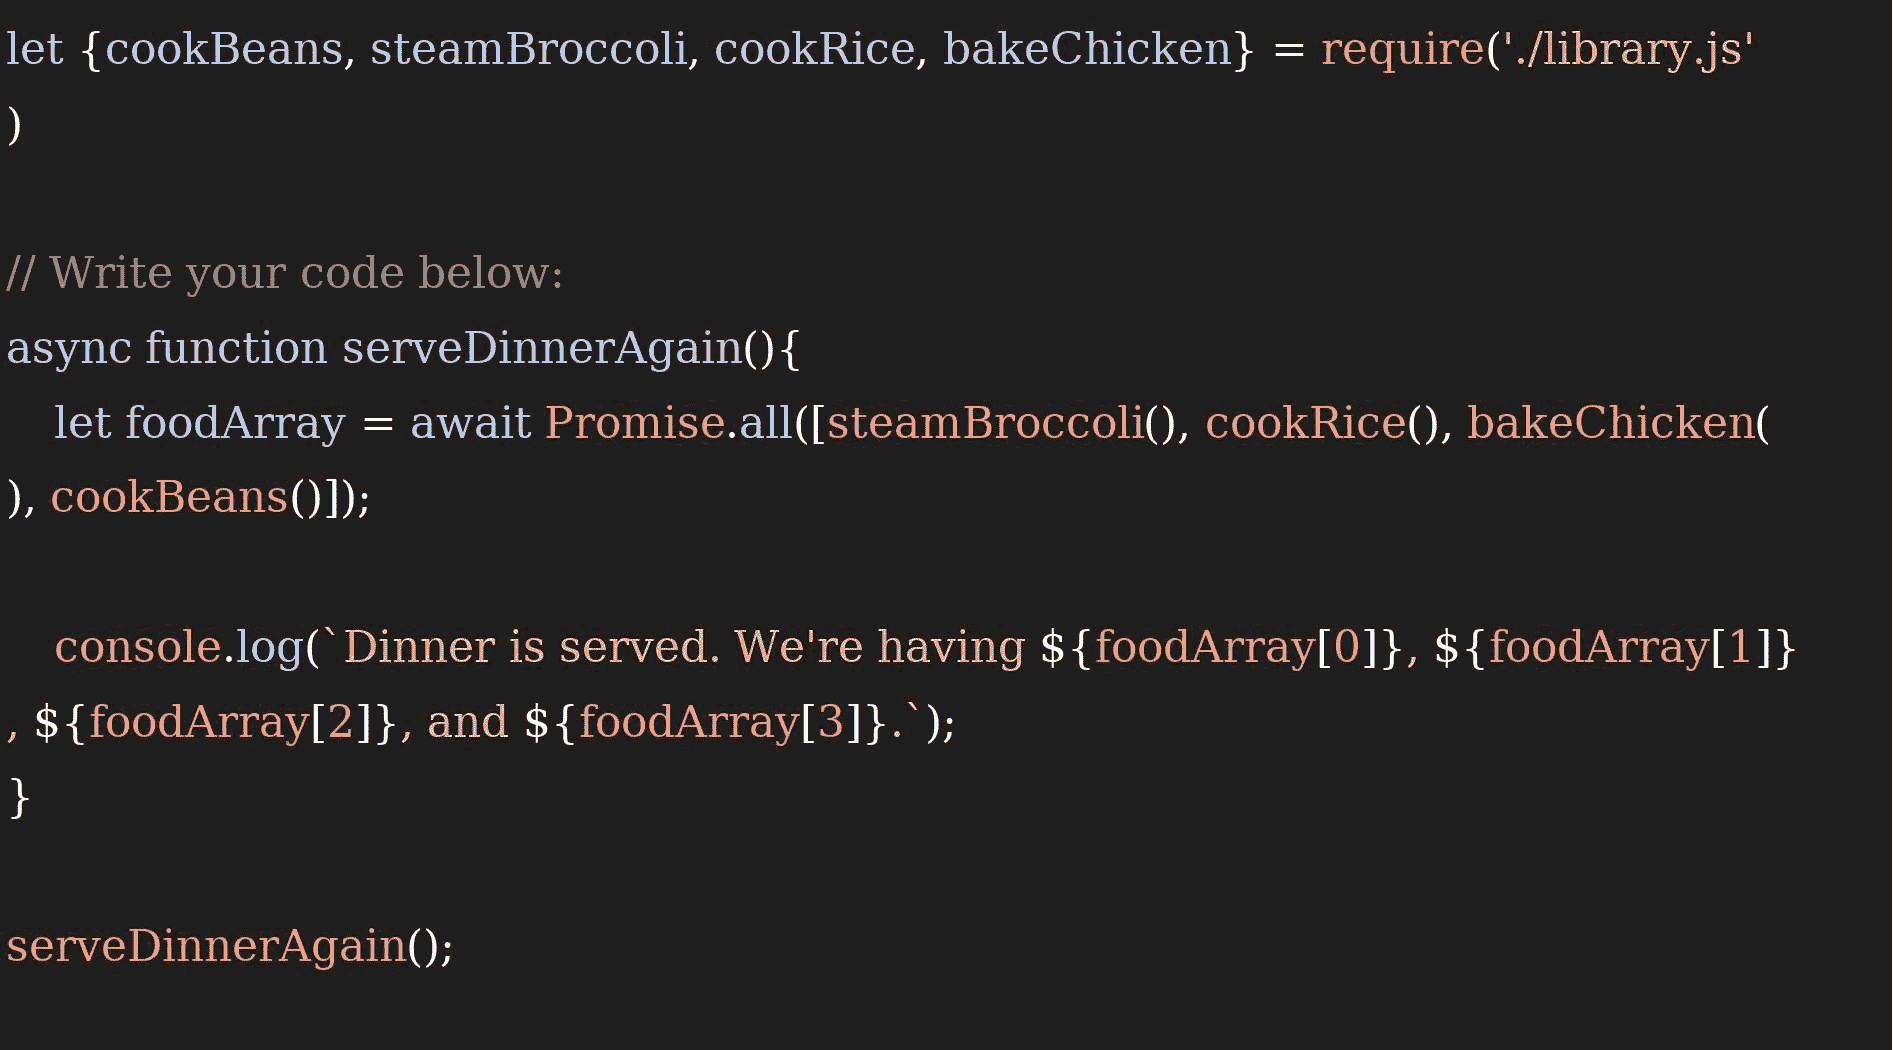 let {cookBeans, steamBroccoli, cookRice, bakeChicken} = require('./library.js'
)
// Write your code below:
async function serveDinnerAgain(){
let foodArray = await Promise.all([steamBroccoli(), cookRice(), bakeChicken(
), cookBeans()]);
console.log(`Dinner is served. We're having ${foodArray[0]}, ${foodArray[1]}
, ${foodArray[2]}, and ${foodArray[3]}.`);
}
serveDinnerAgain();